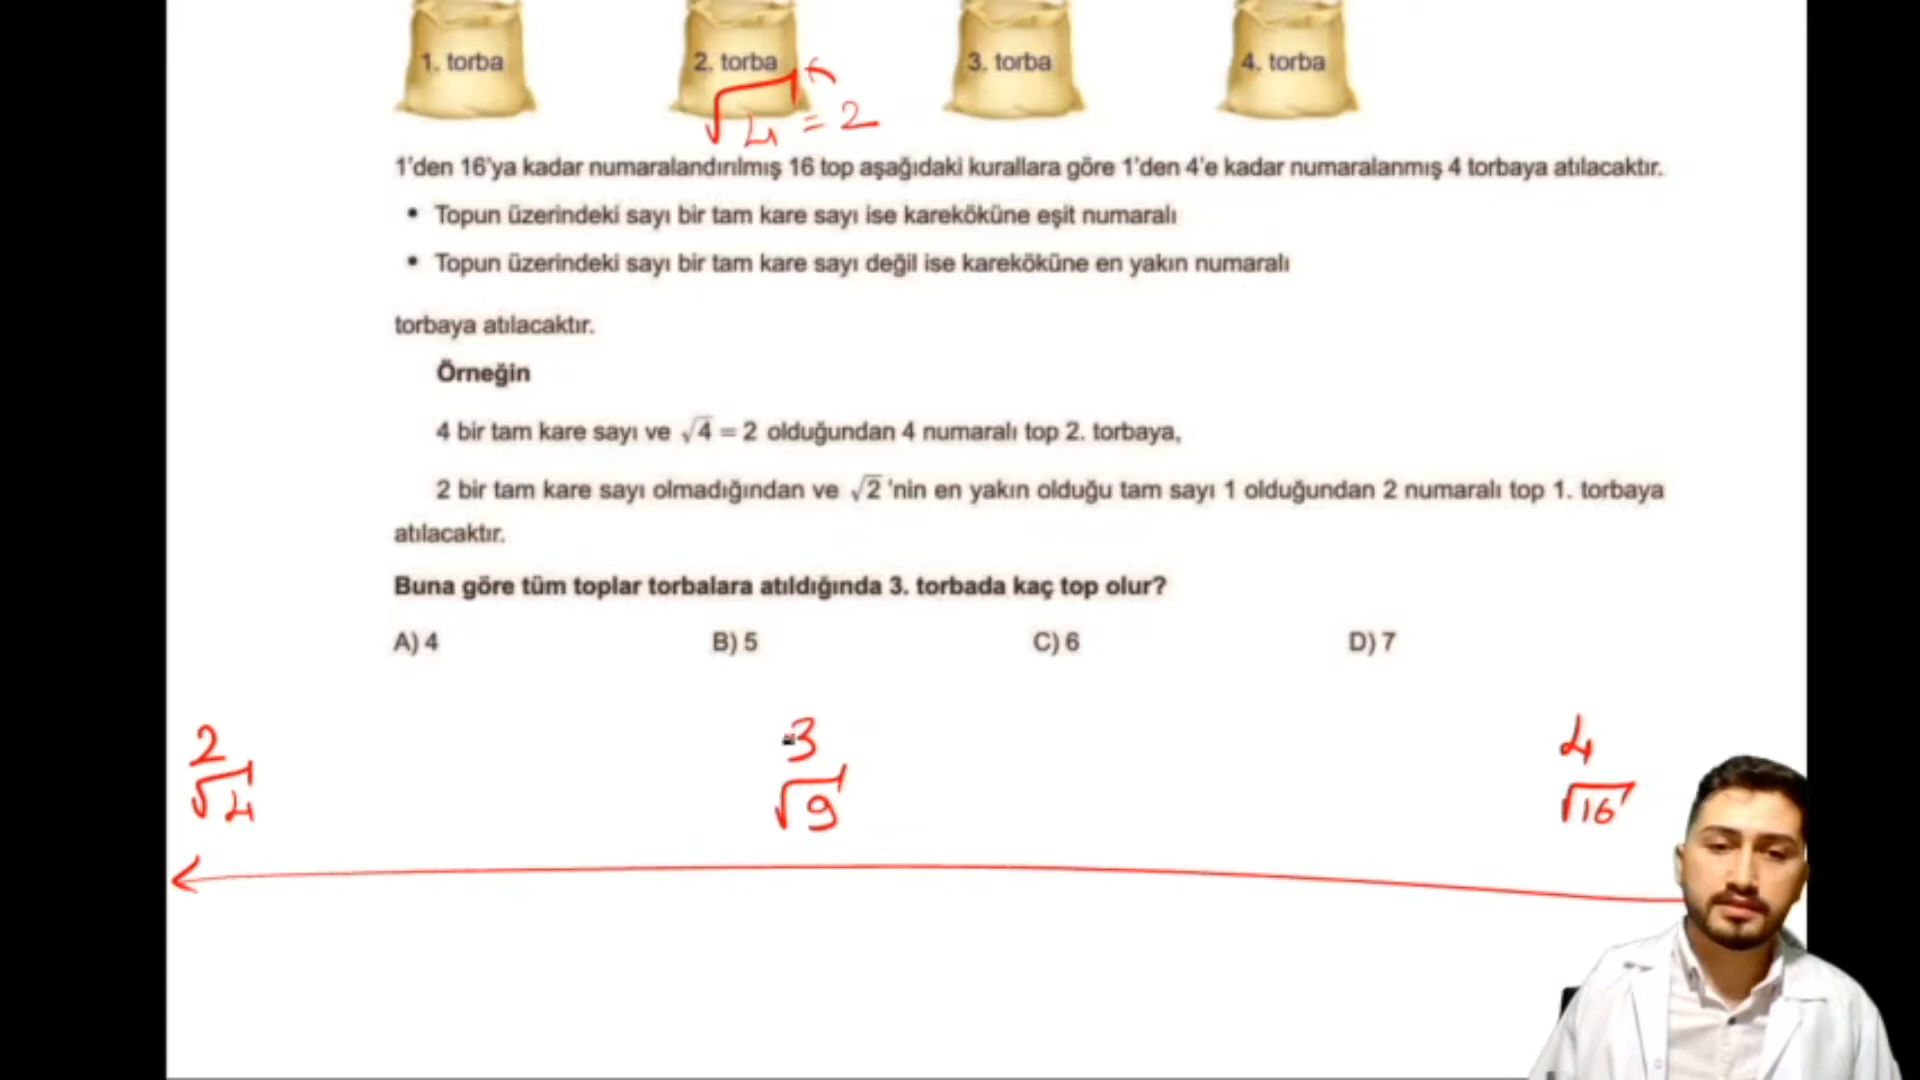 1. torba
2. torba
3. torba
4. torba
√4 = 2
1'den 16'ya kadar numaralandırılmış 16 top aşağıdaki kurallara göre 1'den 4'e kadar numaralanmış 4 torbaya atılacaktır.
• Topun üzerindeki sayı bir tam kare sayı ise kareköküne eşit numaralı
• Topun üzerindeki sayı bir tam kare sayı değil ise kareköküne en yakın numaralı
torbaya atılacaktır.
Örneğin
4 bir tam kare sayı ve √4 = 2 olduğundan 4 numaralı top 2. torbaya,
2 bir tam kare sayı olmadığından ve √2 'nin en yakın olduğu tam sayı 1 olduğundan 2 numaralı top 1. torbaya
atılacaktır.
Buna göre tüm toplar torbalara atıldığında 3. torbada kaç top olur?
A) 4 B) 5 C) 6 D) 7
2 3 4
√4 √9 √16